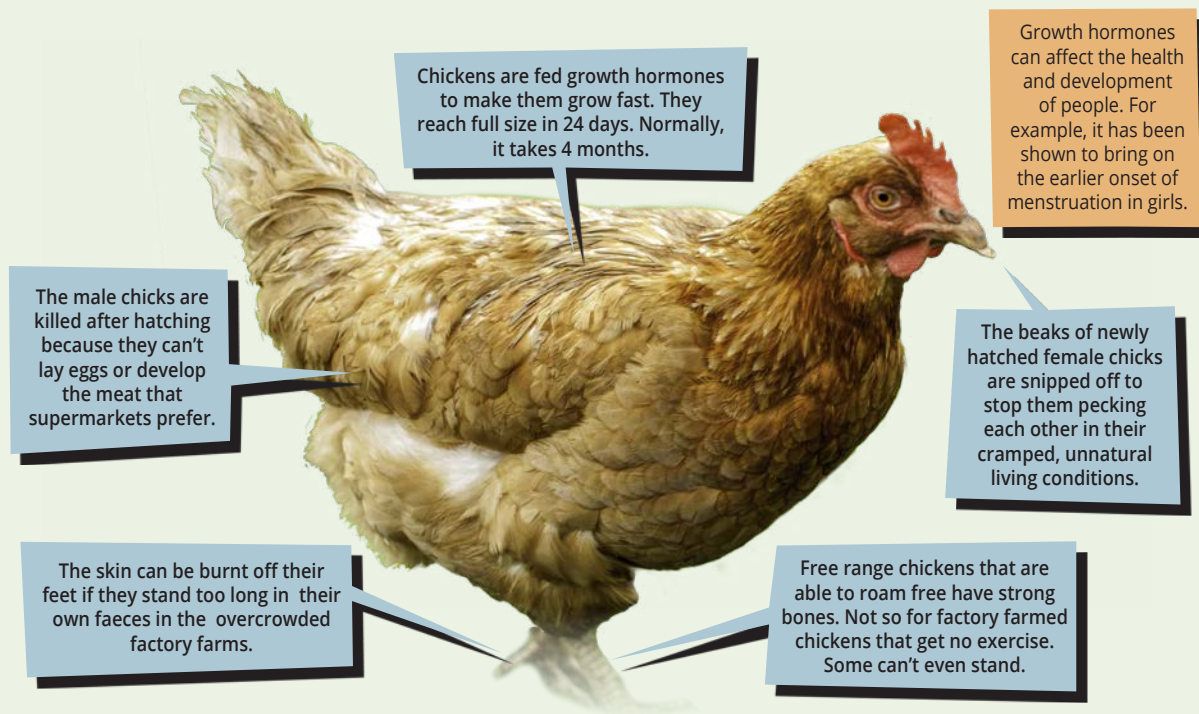 Chickens are fed growth hormones
to make them grow fast. They
reach full size in 24 days. Normally,
it takes 4 months.
Growth hormones
can affect the health
and development
of people. For
example, it has been
shown to bring on
the earlier onset of
menstruation in girls.
The male chicks are
killed after hatching
because they can't
lay eggs or develop
the meat that
supermarkets prefer.
The beaks of newly
hatched female chicks
are snipped off to
stop them pecking
each other in their
cramped, unnatural
living conditions.
The skin can be burnt off their
feet if they stand too long in their
own faeces in the overcrowded
factory farms.
Free range chickens that are
able to roam free have strong
bones. Not so for factory farmed
chickens that get no exercise.
Some can't even stand.